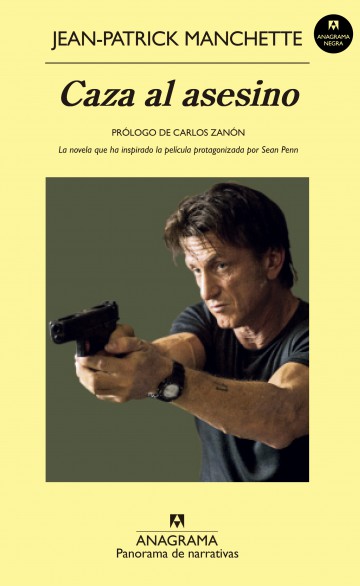 JEAN-PATRICK MANCHETTE
ANAGRAMA
NEGRA
Caza al asesino
PRÓLOGO DE CARLOS ZANÓN
La novela que ha inspirado la película protagonizada por Sean Penn
ANAGRAMA
Panorama de narrativas